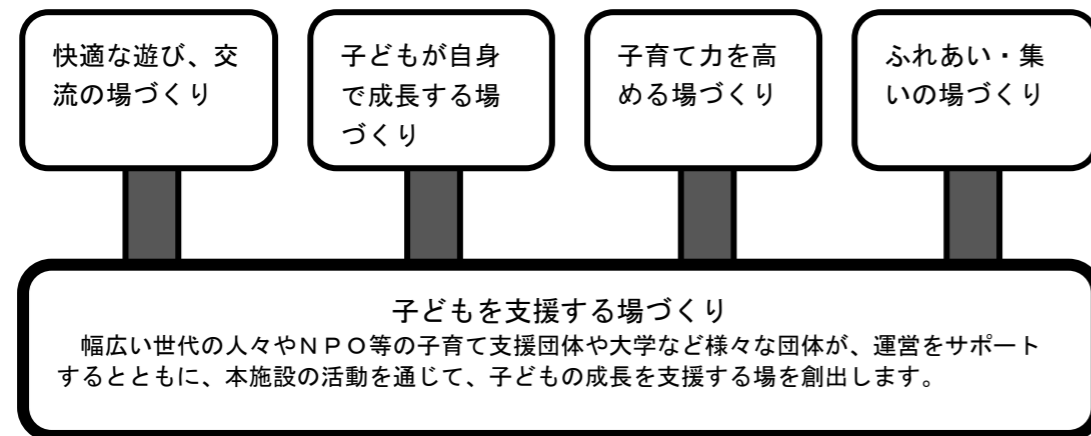 快適な遊び、交
流の場づくり
子どもが自身
で成長する場
づくり
子育て力を高
める場づくり
ふれあい・集
いの場づくり
子どもを支援する場づくり
幅広い世代の人々やＮＰＯ等の子育て支援団体や大学など様々な団体が、運営をサポート
するとともに、本施設の活動を通じて、子どもの成長を支援する場を創出します。